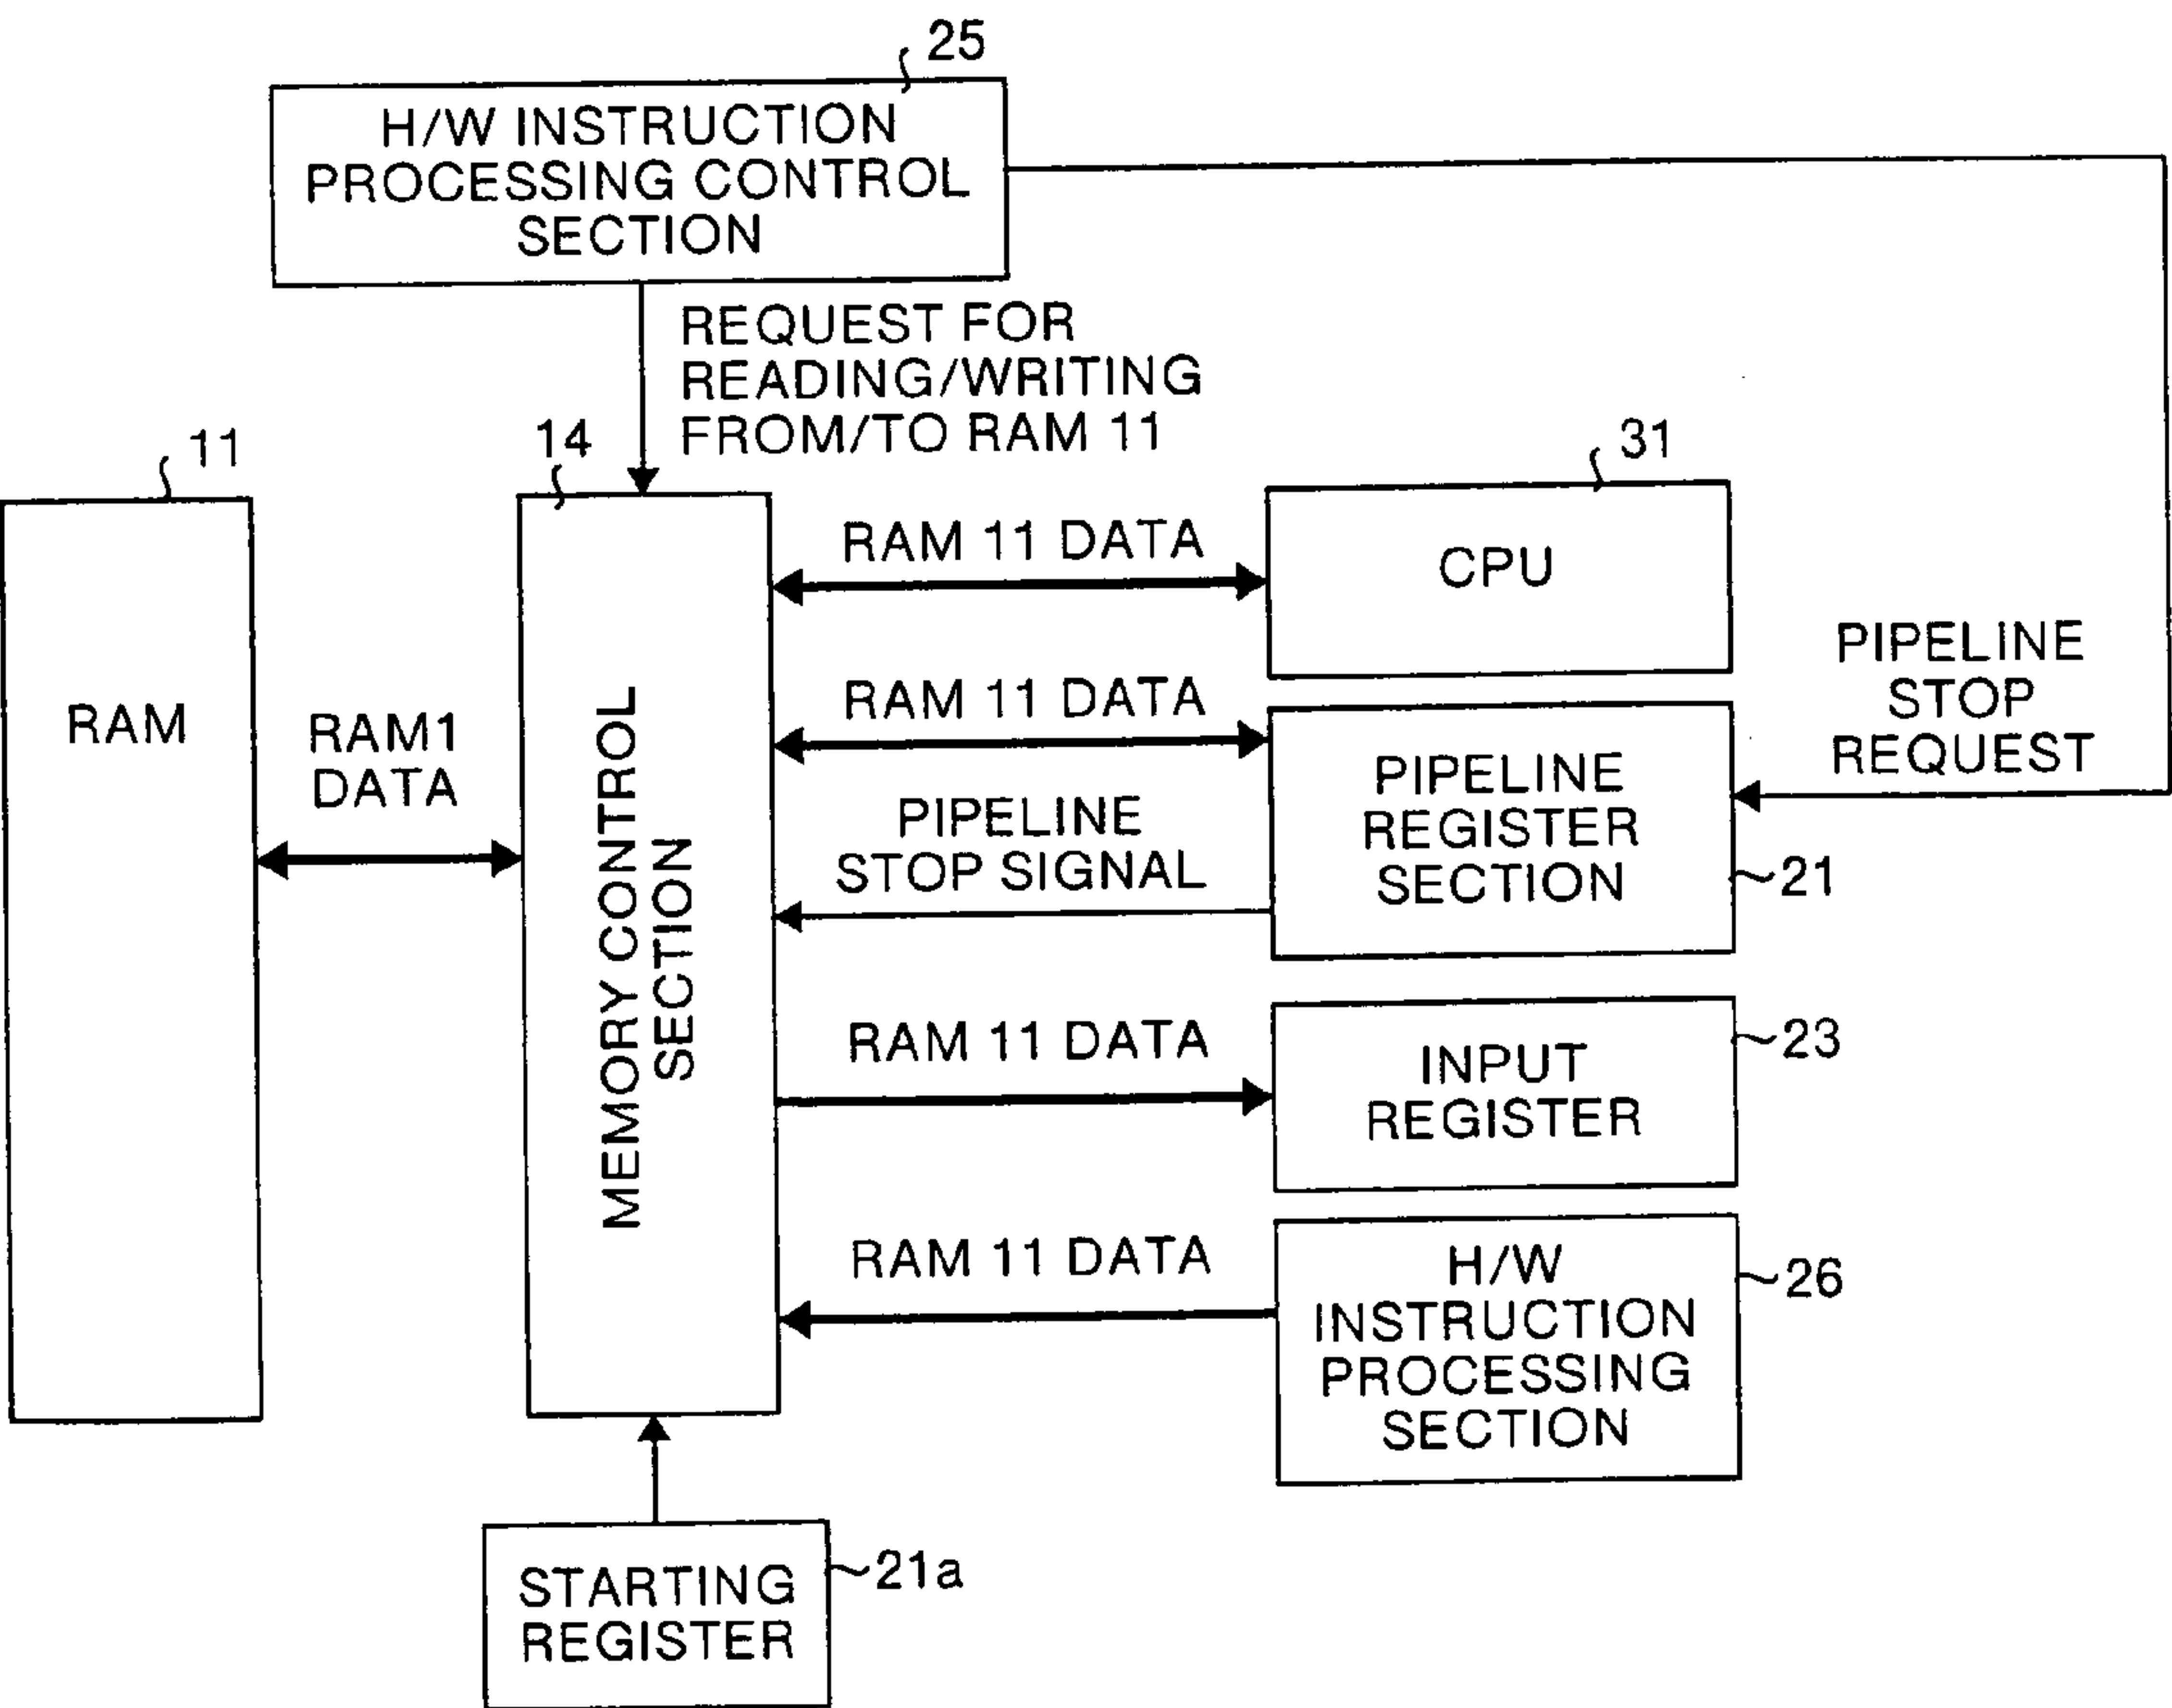 25
H/W INSTRUCTION
PROCESSING CONTROL
SECTION
REQUEST FOR
READING/WRITING
FROM/TO RAM 11
11
14
31
RAM
RAM1
DATA
MEMORY CONTROL
SECTION
RAM 11 DATA
CPU
RAM 11 DATA
PIPELINE
STOP SIGNAL
PIPELINE
REGISTER
SECTION
21
PIPELINE
STOP
REQUEST
RAM 11 DATA
INPUT
REGISTER
23
RAM 11 DATA
H/W
INSTRUCTION
PROCESSING
SECTION
26
STARTING
REGISTER
21a